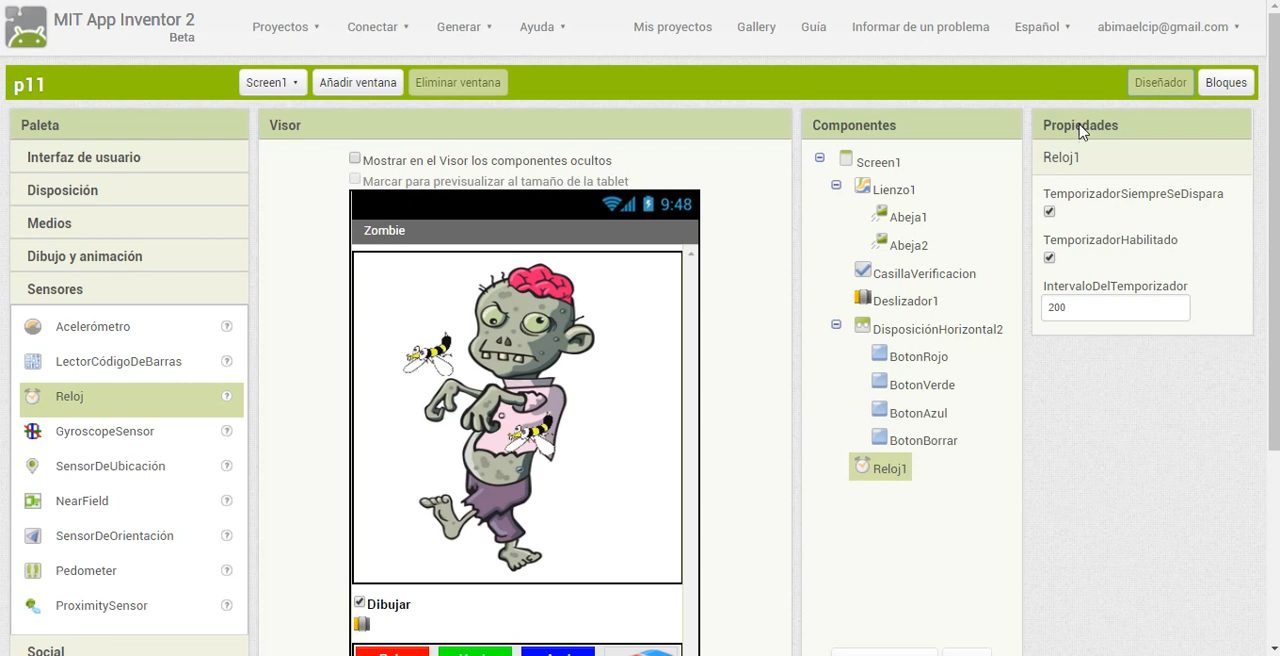 MIT App Inventor 2
Beta
Proyectos
Conectar
Generar
Ayuda
Mis proyectos
Gallery
Guía
Informar de un problema
Español
abimaelcip@gmail.com
p11
Screen1
Añadir ventana
Eliminar ventana
Diseñador
Bloques
Paleta
Interfaz de usuario
Disposición
Medios
Dibujo y animación
Sensores
Acelerómetro
LectorCódigoDeBarras
Reloj
GyroscopeSensor
SensorDeUbicación
NearField
SensorDeOrientación
Pedometer
ProximitySensor
Social
Visor
Mostrar en el Visor los componentes ocultos
Marcar para previsualizar al tamaño de la tablet
9:48
Zombie
Dibujar
Componentes
Screen1
Lienzo1
Abeja1
Abeja2
CasillaVerificacion
Deslizador1
DisposiciónHorizontal2
BotonRojo
BotonVerde
BotonAzul
BotonBorrar
Reloj1
Propiedades
Reloj1
TemporizadorSiempreSeDispara
TemporizadorHabilitado
IntervaloDelTemporizador
200